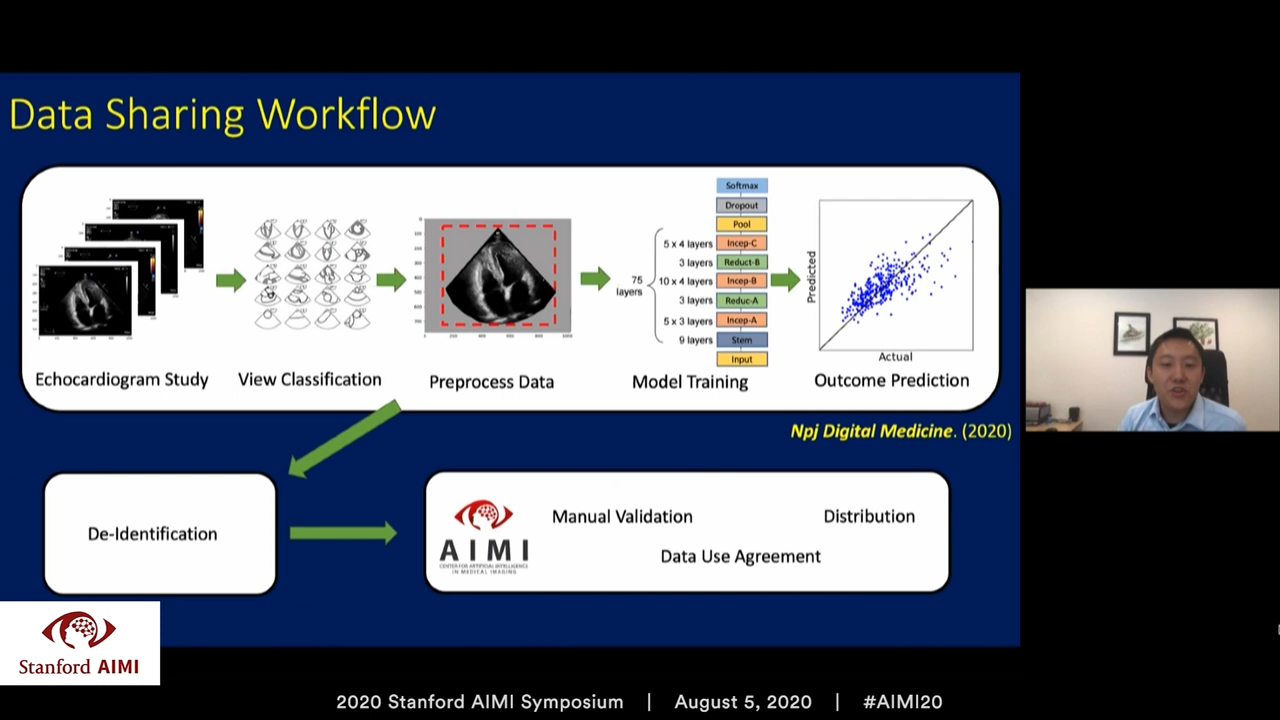 Data Sharing Workflow
Echocardiogram Study
View Classification
Preprocess Data
Softmax
Dropout
Pool
5 x 4 layers Incep-C
3 layers Reduct-B
75
layers
10 x 4 layers Incep-B
3 layers Reduc-A
5 x 3 layers Incep-A
9 layers Stem
Input
Model Training
Predicted
Actual
Outcome Prediction
Npj Digital Medicine. (2020)
De-Identification
AIMI
CENTER FOR ARTIFICIAL INTELLIGENCE
IN MEDICAL IMAGING
Manual Validation
Distribution
Data Use Agreement
Stanford AIMI
2020 Stanford AIMI Symposium | August 5, 2020 | #AIMI20